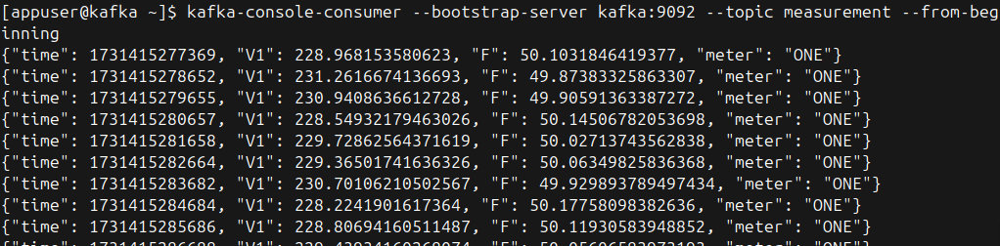 [appuser@kafka ~]$ kafka-console-consumer --bootstrap-server kafka:9092 --topic measurement --from-beg
inning
{"time": 1731415277369, "V1": 228.968153580623, "F": 50.1031846419377, "meter": "ONE"}
{"time": 1731415278652, "V1": 231.2616674136693, "F": 49.87383325863307, "meter": "ONE"}
{"time": 1731415279655, "V1": 230.9408636612728, "F": 49.90591363387272, "meter": "ONE"}
{"time": 1731415280657, "V1": 228.54932179463026, "F": 50.14506782053698, "meter": "ONE"}
{"time": 1731415281658, "V1": 229.72862564371619, "F": 50.02713743562838, "meter": "ONE"}
{"time": 1731415282664, "V1": 229.36501741636326, "F": 50.06349825836368, "meter": "ONE"}
{"time": 1731415283682, "V1": 230.70106210502567, "F": 49.929893789497434, "meter": "ONE"}
{"time": 1731415284684, "V1": 228.2241901617364, "F": 50.17758098382636, "meter": "ONE"}
{"time": 1731415285686, "V1": 228.80694160511487, "F": 50.11930583948852, "meter": "ONE"}